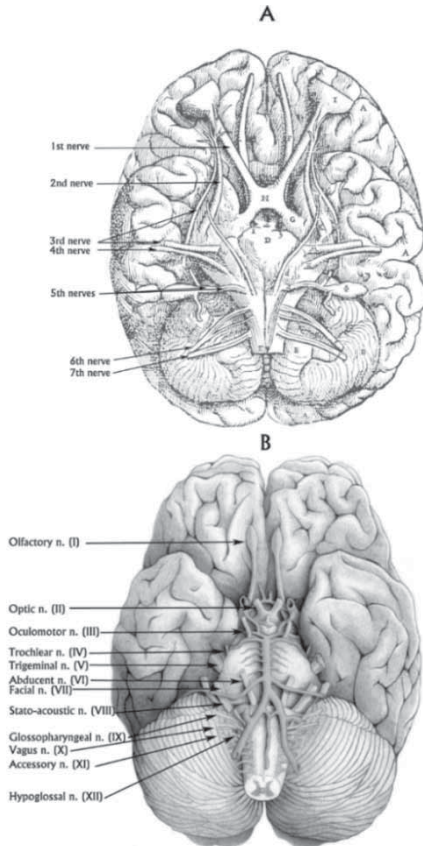 A
1st nerve
2nd nerve
3rd nerve
4th nerve
5th nerves
6th nerve
7th nerve
I
A
H
G
D
B
Olfactory n. (I)
Optic n. (II)
Oculomotor n. (III)
Trochlear n. (IV)
Trigeminal n. (V)
Abducent n. (VI)
Facial n. (VII)
Stato-acoustic n. (VIII)
Glossopharyngeal n. (IX)
Vagus n. (X)
Accessory n. (XI)
Hypoglossal n. (XII)